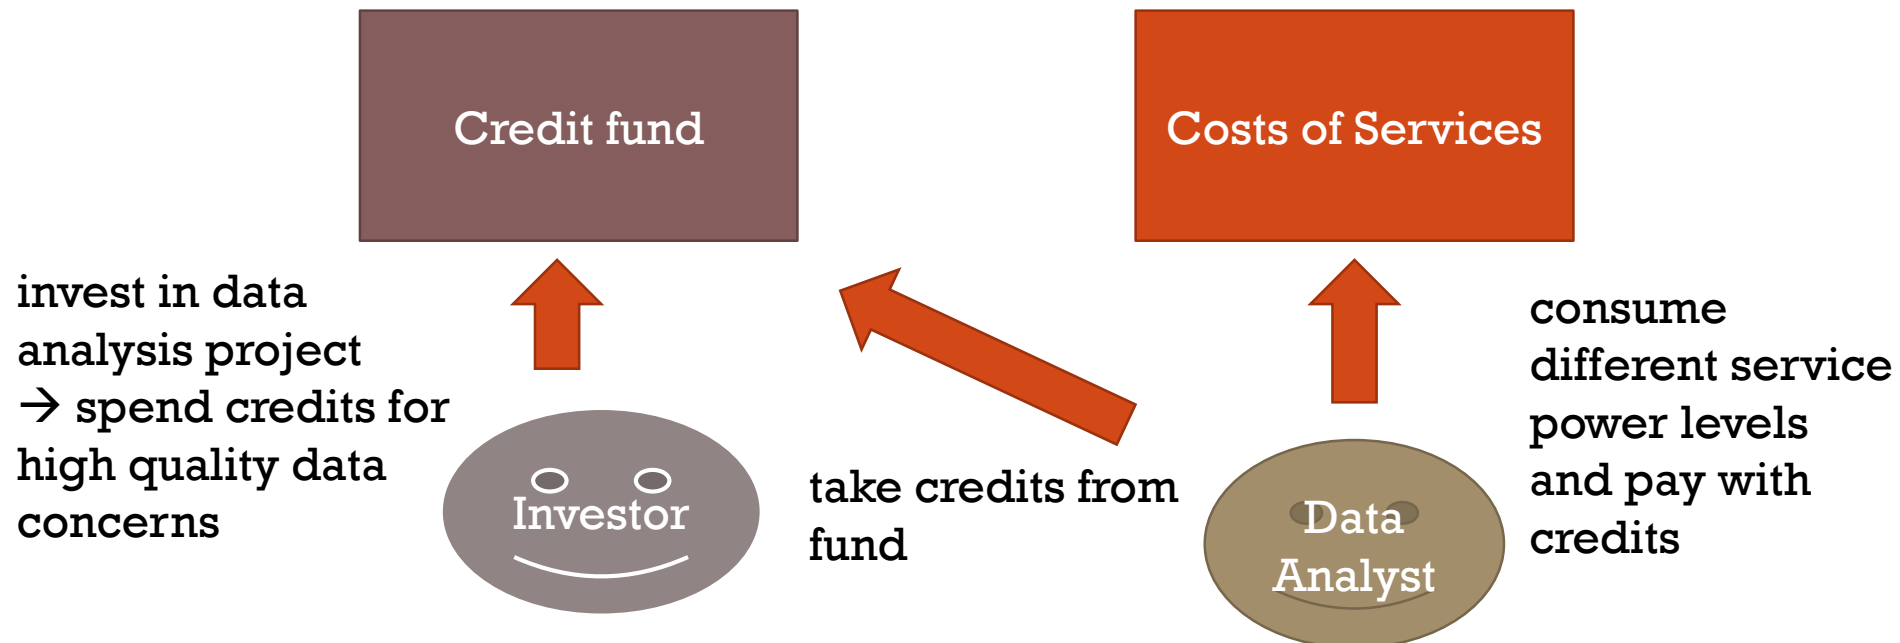 Credit fund
Costs of Services
invest in data
analysis project
→ spend credits for
high quality data
concerns
Investor
take credits from
fund
Data
Analyst
consume
different service
power levels
and pay with
credits